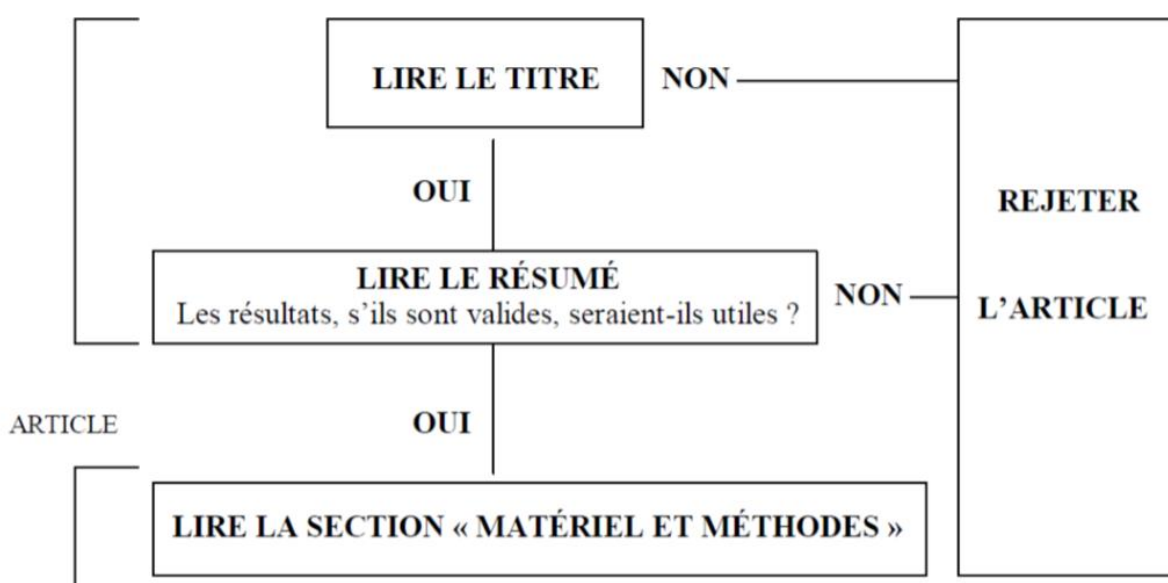 LIRE LE TITRE
NON
OUI
REJETER
L’ARTICLE
LIRE LE RÉSUMÉ
Les résultats, s’ils sont valides, seraient-ils utiles ?
NON
ARTICLE
OUI
LIRE LA SECTION « MATÉRIEL ET MÉTHODES »